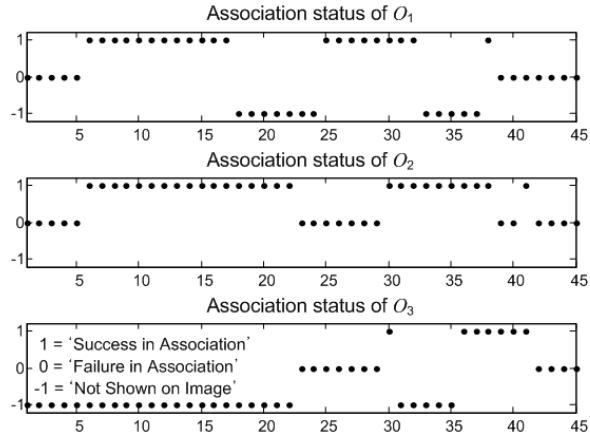 Association status of O1
1
0
-1
5 10 15 20 25 30 35 40 45
Association status of O2
1
0
-1
5 10 15 20 25 30 35 40 45
Association status of O3
1
0
-1
1 = 'Success in Association'
0 = 'Failure in Association'
-1 = 'Not Shown on Image'
5 10 15 20 25 30 35 40 45